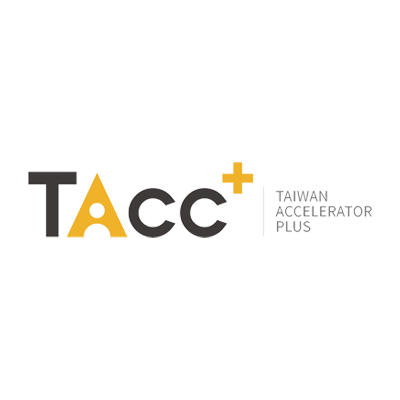 TAcc+
TAIWAN
ACCELERATOR
PLUS